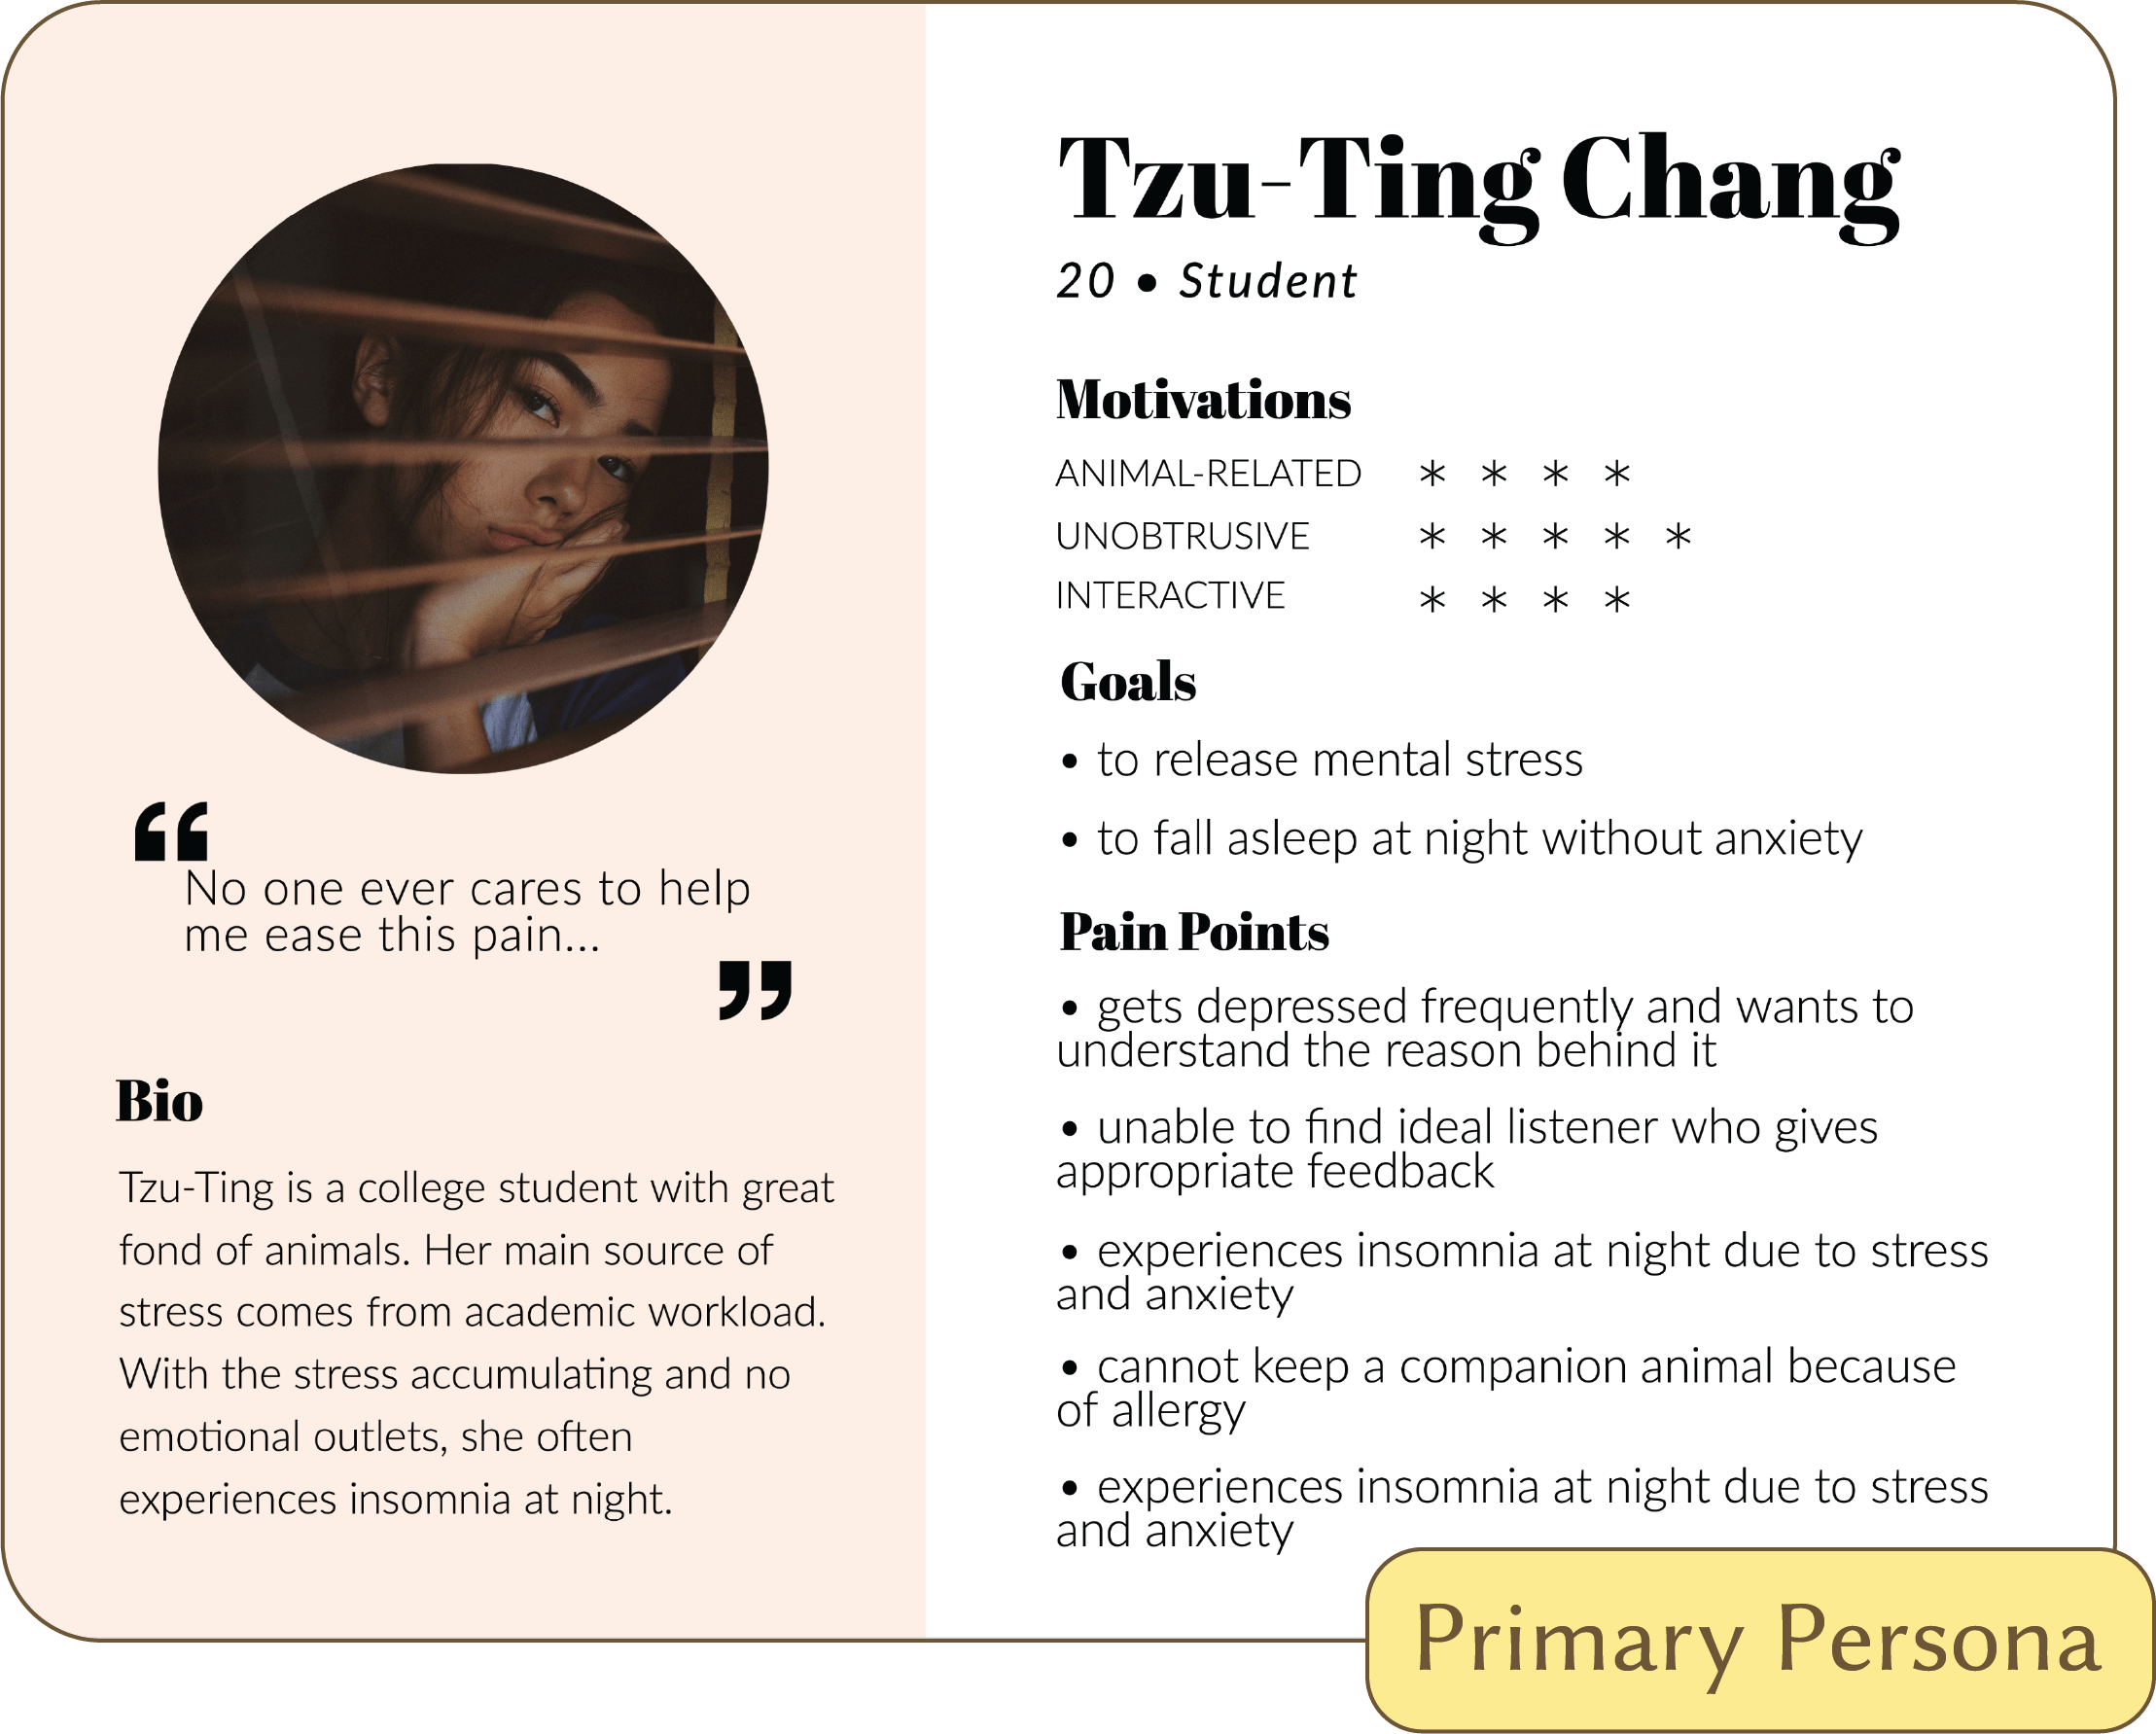 “
No one ever cares to help
me ease this pain...
”
Bio
Tzu-Ting is a college student with great
fond of animals. Her main source of
stress comes from academic workload.
With the stress accumulating and no
emotional outlets, she often
experiences insomnia at night.
Tzu-Ting Chang
20 • Student
Motivations
ANIMAL-RELATED * * * *
UNOBTRUSIVE * * * * *
INTERACTIVE * * * *
Goals
• to release mental stress
• to fall asleep at night without anxiety
Pain Points
• gets depressed frequently and wants to
understand the reason behind it
• unable to find ideal listener who gives
appropriate feedback
• experiences insomnia at night due to stress
and anxiety
• cannot keep a companion animal because
of allergy
• experiences insomnia at night due to stress
and anxiety
Primary Persona